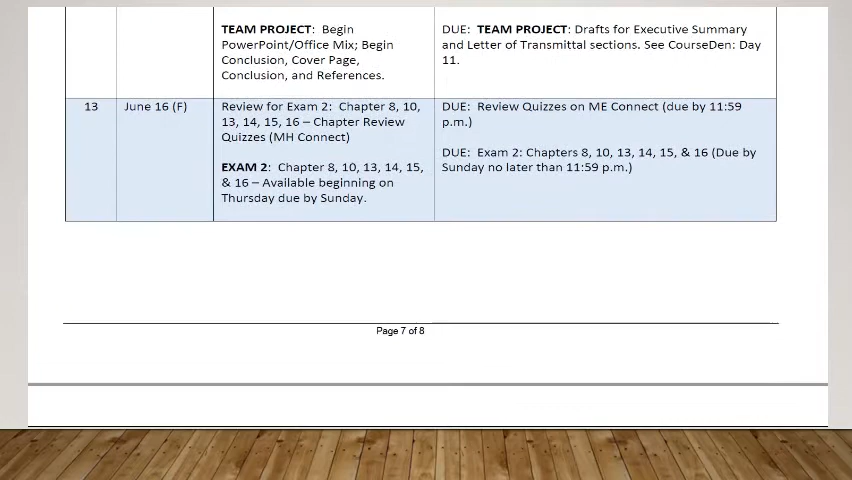 TEAM PROJECT: Begin
PowerPoint/Office Mix; Begin
Conclusion, Cover Page,
Conclusion, and References.
DUE: TEAM PROJECT: Drafts for Executive Summary
and Letter of Transmittal sections. See CourseDen: Day
11.
13
June 16 (F)
Review for Exam 2: Chapter 8, 10,
13, 14, 15, 16 – Chapter Review
Quizzes (MH Connect)
EXAM 2: Chapter 8, 10, 13, 14, 15,
& 16 – Available beginning on
Thursday due by Sunday.
DUE: Review Quizzes on ME Connect (due by 11:59
p.m.)
DUE: Exam 2: Chapters 8, 10, 13, 14, 15, & 16 (Due by
Sunday no later than 11:59 p.m.)
Page 7 of 8